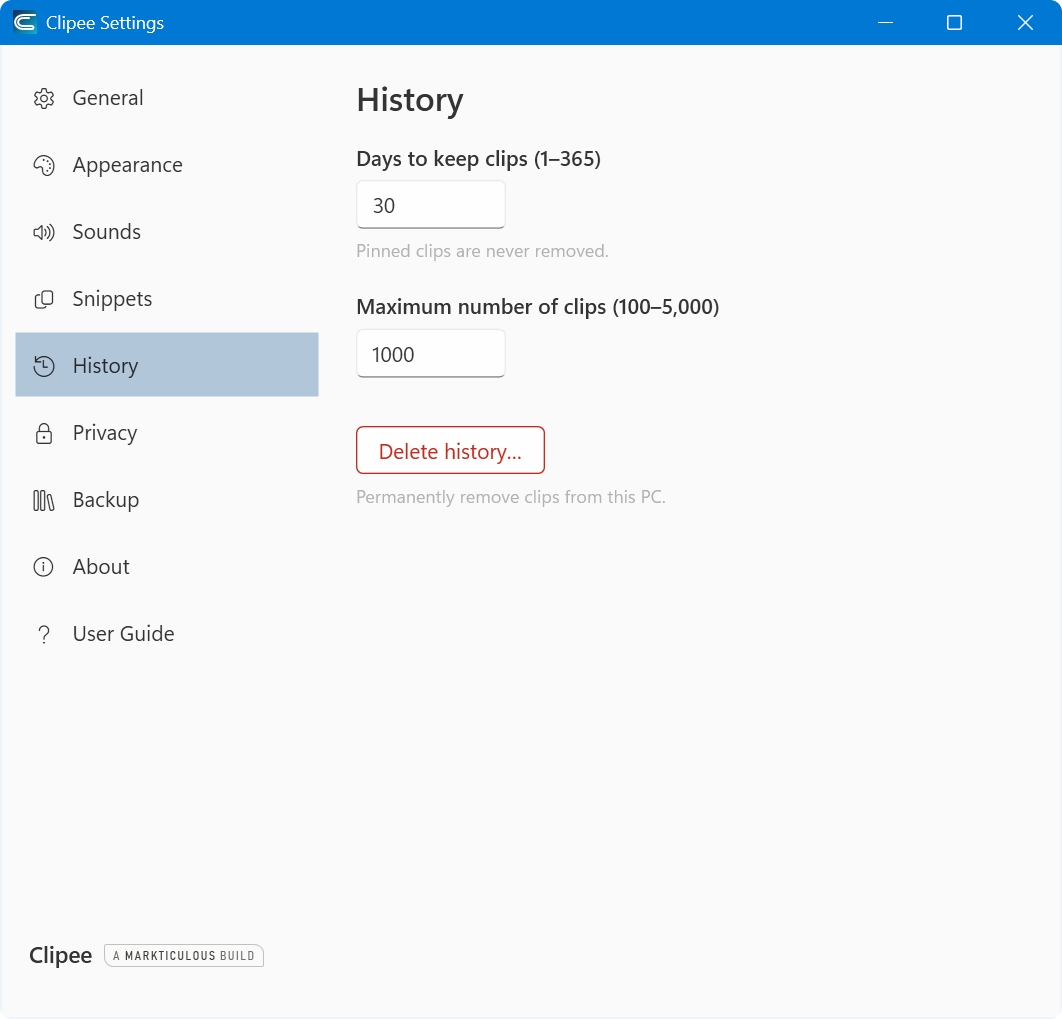 Clipee Settings
General
Appearance
Sounds
Snippets
History
Privacy
Backup
About
User Guide
History
Days to keep clips (1–365)
30
Pinned clips are never removed.
Maximum number of clips (100–5,000)
1000
Delete history...
Permanently remove clips from this PC.
Clipee
A MARKTICULOUS BUILD